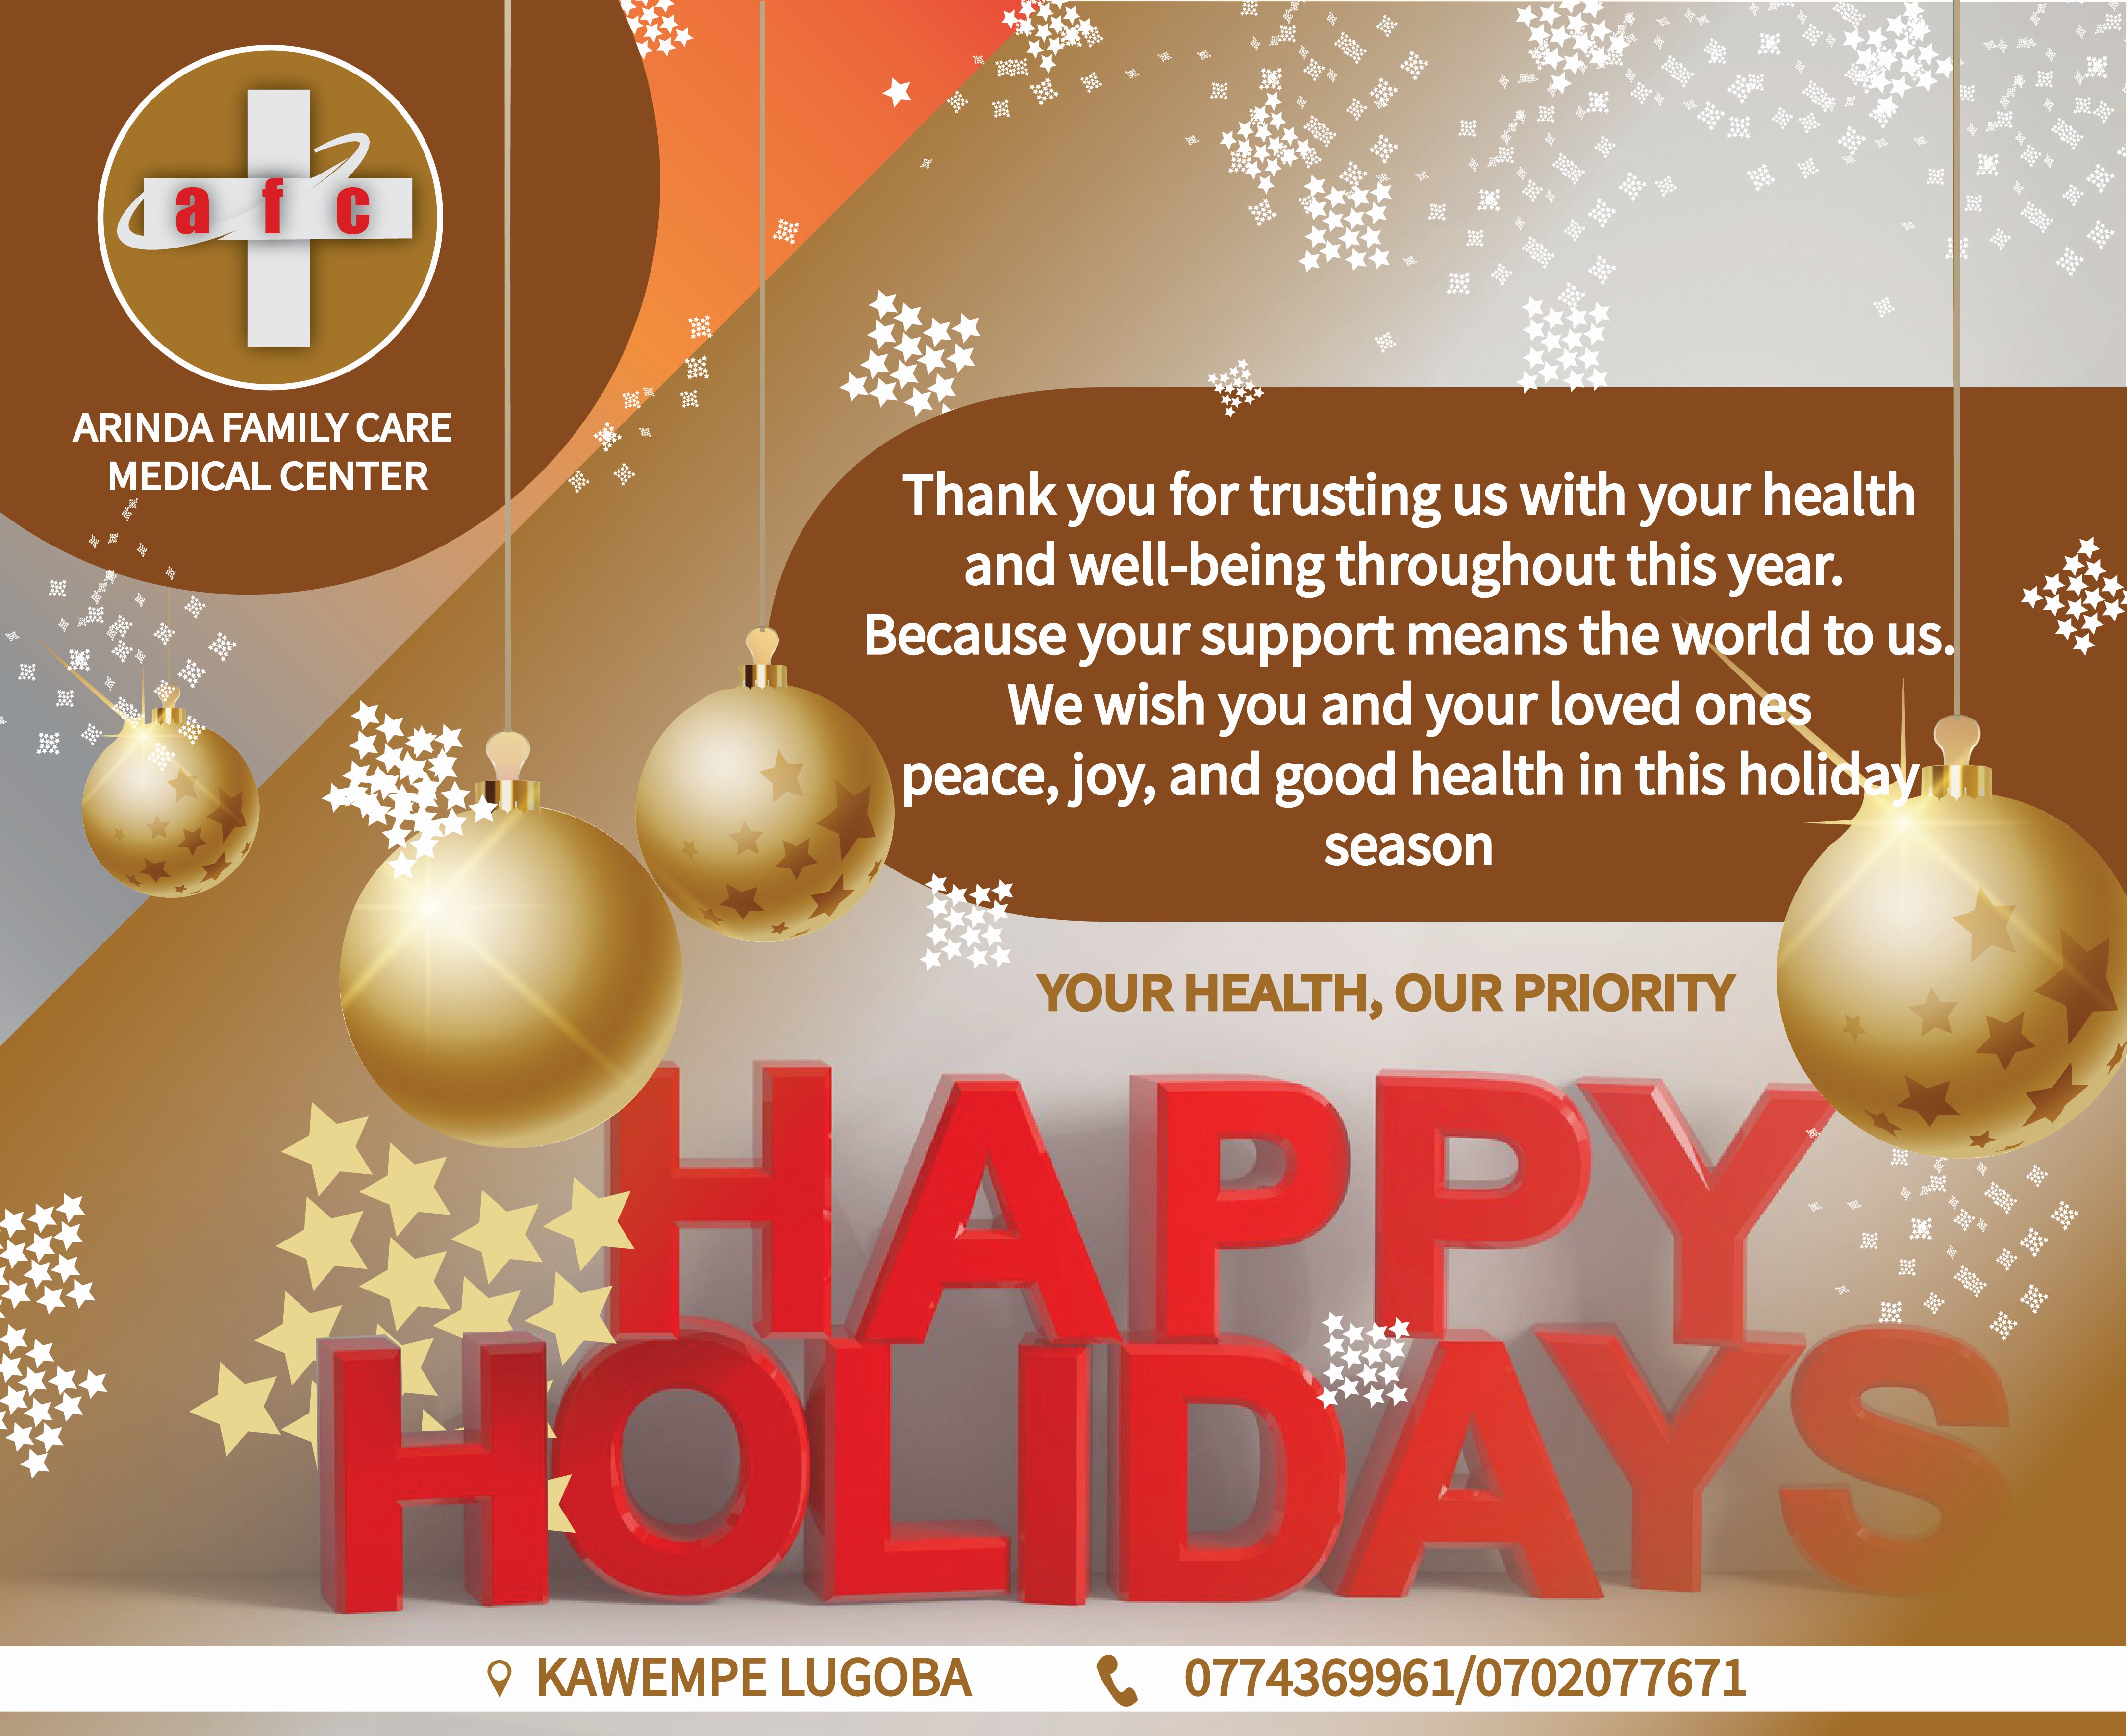 afc
ARINDA FAMILY CARE
MEDICAL CENTER
Thank you for trusting us with your health
and well-being throughout this year.
Because your support means the world to us.
We wish you and your loved ones
peace, joy, and good health in this holiday
season
YOUR HEALTH, OUR PRIORITY
HAPPY
HOLIDAYS
KAWEMPE LUGOBA
0774369961/0702077671